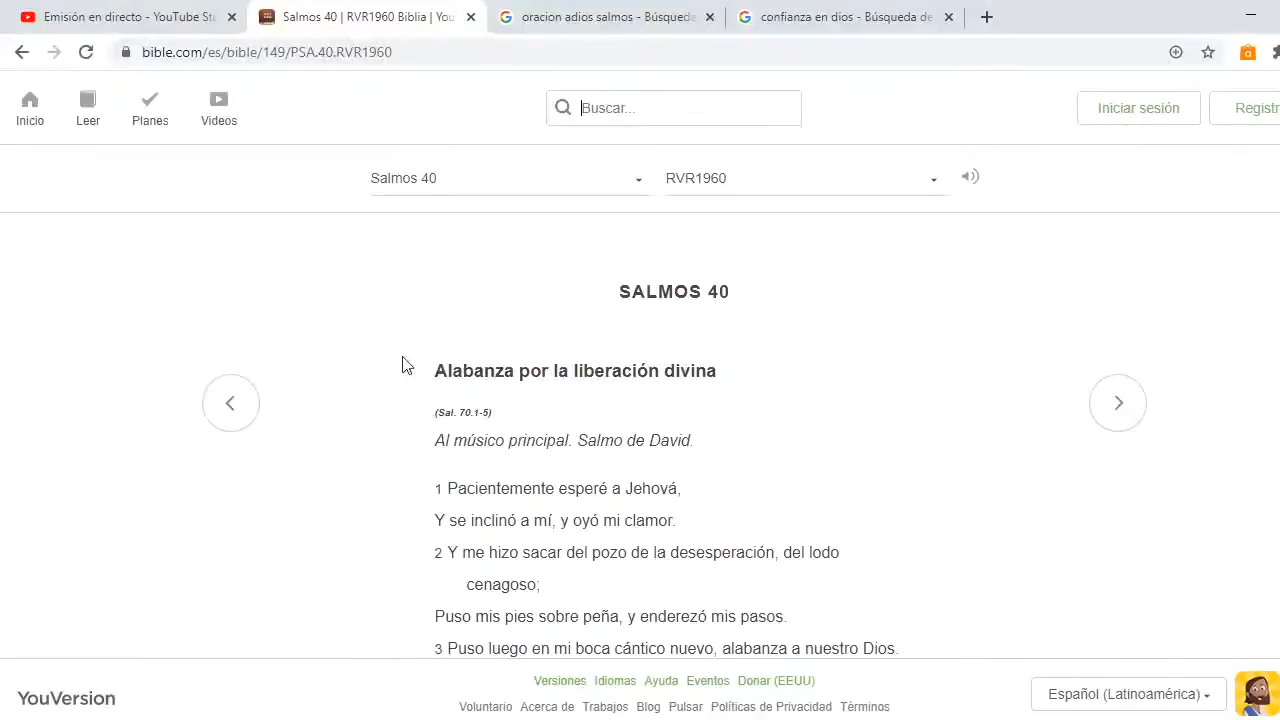 Emisión en directo - YouTube St
Salmos 40 | RVR1960 Biblia | You
oracion adios salmos - Búsqued
confianza en dios - Búsqueda de
bible.com/es/bible/149/PSA.40.RVR1960
Inicio
Leer
Planes
Videos
Buscar...
Iniciar sesión
Registr
Salmos 40
RVR1960
SALMOS 40
Alabanza por la liberación divina
(Sal. 70.1-5)
Al músico principal. Salmo de David.
1 Pacientemente esperé a Jehová,
Y se inclinó a mí, y oyó mi clamor.
2 Y me hizo sacar del pozo de la desesperación, del lodo
cenagoso;
Puso mis pies sobre peña, y enderezó mis pasos.
3 Puso luego en mi boca cántico nuevo, alabanza a nuestro Dios.
YouVersion
Versiones Idiomas Ayuda Eventos Donar (EEUU)
Voluntario Acerca de Trabajos Blog Pulsar Políticas de Privacidad Términos
Español (Latinoamérica)